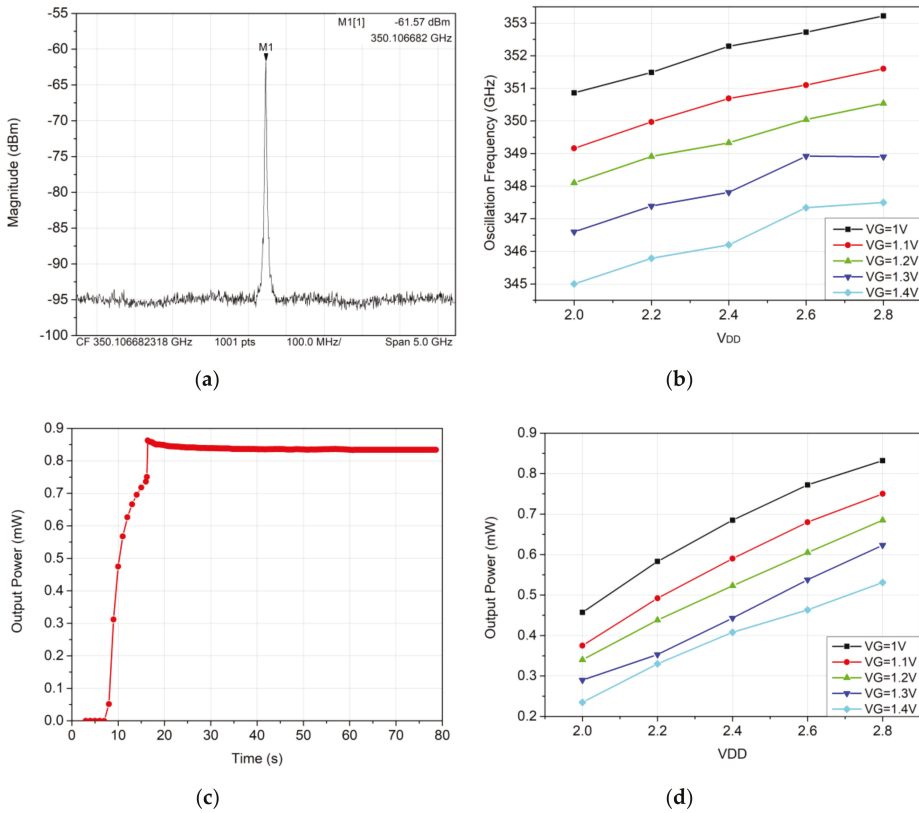 M1[1] -61.57 dBm
350.106682 GHz
M1
-55
-60
-65
-70
-75
-80
-85
-90
-95
-100
Magnitude (dBm)
CF 350.106682318 GHz 1001 pts 100.0 MHz/ Span 5.0 GHz
(a)
353
352
351
350
349
348
347
346
345
Oscillation Frequency (GHz)
VG=1V
VG=1.1V
VG=1.2V
VG=1.3V
VG=1.4V
2.0 2.2 2.4 2.6 2.8
VDD
(b)
0.9
0.8
0.7
0.6
0.5
0.4
0.3
0.2
0.1
0.0
Output Power (mW)
0 10 20 30 40 50 60 70 80
Time (s)
(c)
0.9
0.8
0.7
0.6
0.5
0.4
0.3
0.2
Output Power (mW)
VG=1V
VG=1.1V
VG=1.2V
VG=1.3V
VG=1.4V
2.0 2.2 2.4 2.6 2.8
VDD
(d)